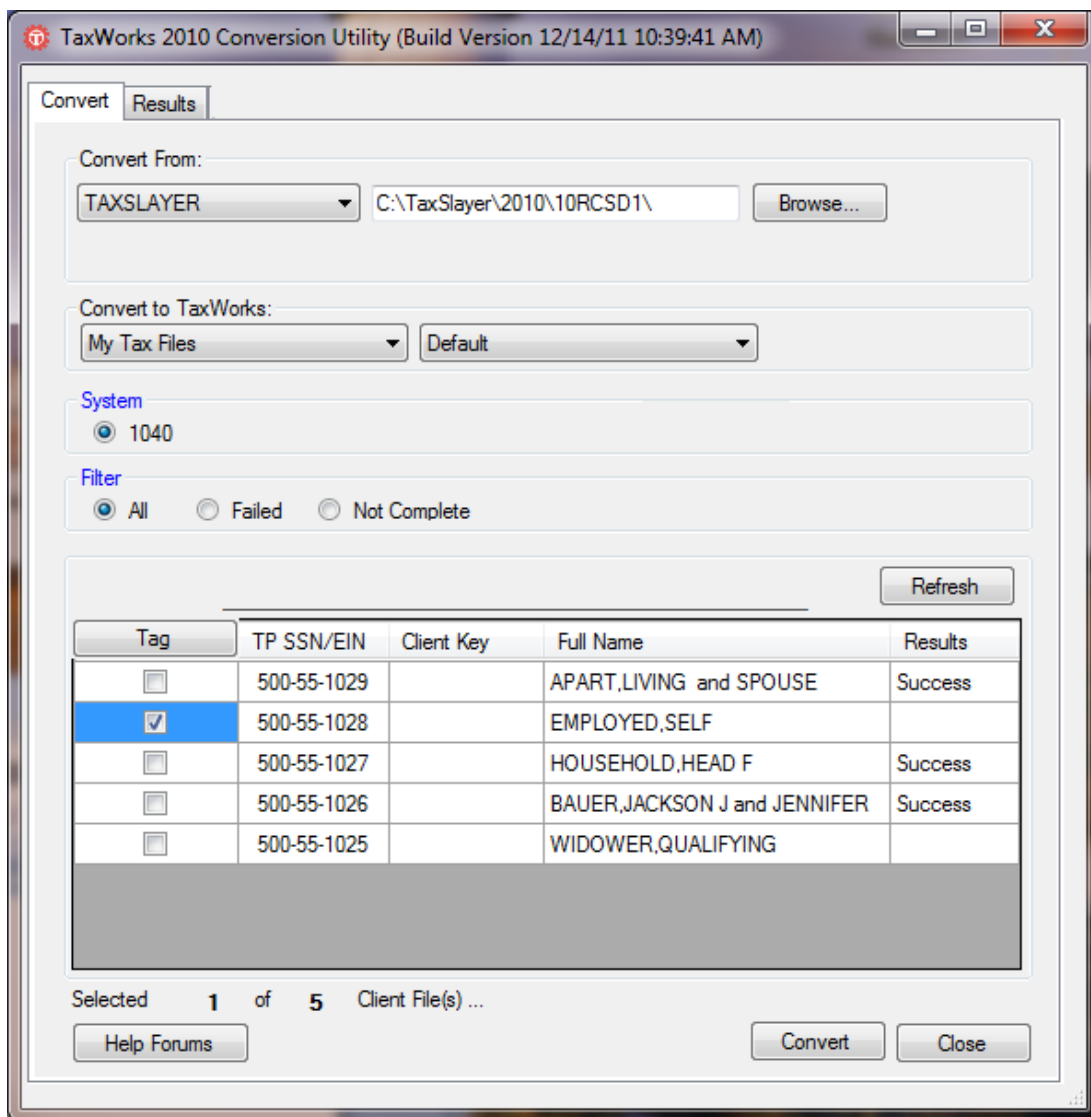 TaxWorks 2010 Conversion Utility (Build Version 12/14/11 10:39:41 AM)
Convert Results
Convert From:
TAXSLAYER C:\TaxSlayer\2010\10RCSD1\ Browse...
Convert to TaxWorks:
My Tax Files Default
System
1040
Filter
All Failed Not Complete
Refresh
Tag TP SSN/EIN Client Key Full Name Results
500-55-1029 APART,LIVING and SPOUSE Success
500-55-1028 EMPLOYED,SELF
500-55-1027 HOUSEHOLD,HEAD F Success
500-55-1026 BAUER,JACKSON J and JENNIFER Success
500-55-1025 WIDOWER,QUALIFYING
Selected 1 of 5 Client File(s) ...
Help Forums Convert Close